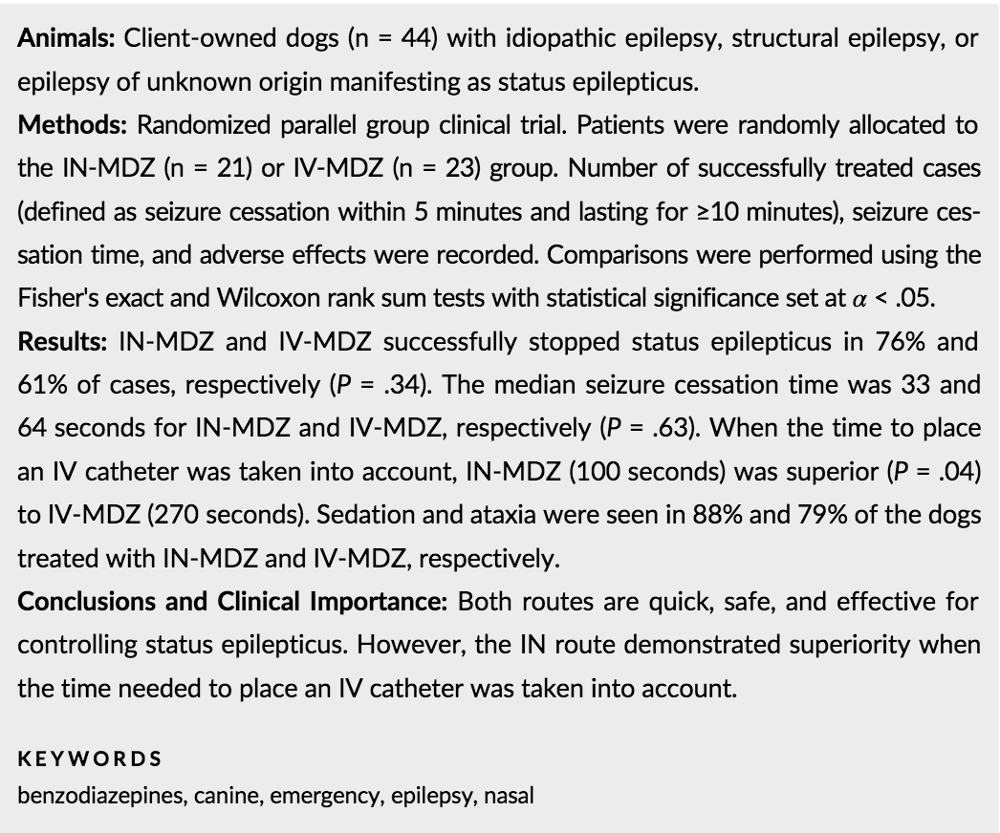 Animals: Client-owned dogs (n = 44) with idiopathic epilepsy, structural epilepsy, or
epilepsy of unknown origin manifesting as status epilepticus.
Methods: Randomized parallel group clinical trial. Patients were randomly allocated to
the IN-MDZ (n = 21) or IV-MDZ (n = 23) group. Number of successfully treated cases
(defined as seizure cessation within 5 minutes and lasting for ≥10 minutes), seizure ces-
sation time, and adverse effects were recorded. Comparisons were performed using the
Fisher's exact and Wilcoxon rank sum tests with statistical significance set at α < .05.
Results: IN-MDZ and IV-MDZ successfully stopped status epilepticus in 76% and
61% of cases, respectively (P = .34). The median seizure cessation time was 33 and
64 seconds for IN-MDZ and IV-MDZ, respectively (P = .63). When the time to place
an IV catheter was taken into account, IN-MDZ (100 seconds) was superior (P = .04)
to IV-MDZ (270 seconds). Sedation and ataxia were seen in 88% and 79% of the dogs
treated with IN-MDZ and IV-MDZ, respectively.
Conclusions and Clinical Importance: Both routes are quick, safe, and effective for
controlling status epilepticus. However, the IN route demonstrated superiority when
the time needed to place an IV catheter was taken into account.
KEYWORDS
benzodiazepines, canine, emergency, epilepsy, nasal